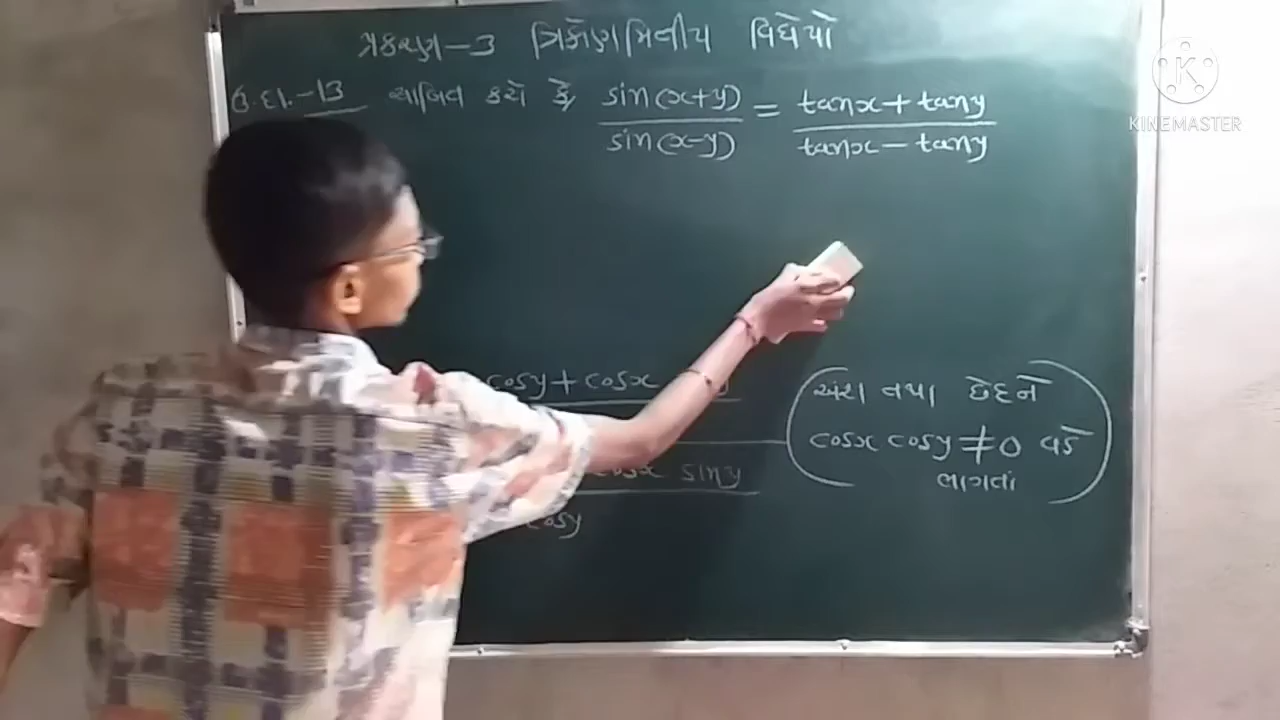 પ્રકરણ-3 ત્રિકોણમિતીય વિધેયો
ઉ.દા.-13 સાબિત કરો કે, sin(x+y) / sin(x-y) = tanx + tany / tanx - tany
cosy + cosx
cosx siny
cosy
(અંશ તથા છેદને
cosx cosy ≠ 0 વડે
ભાગતાં)
KINEMASTER